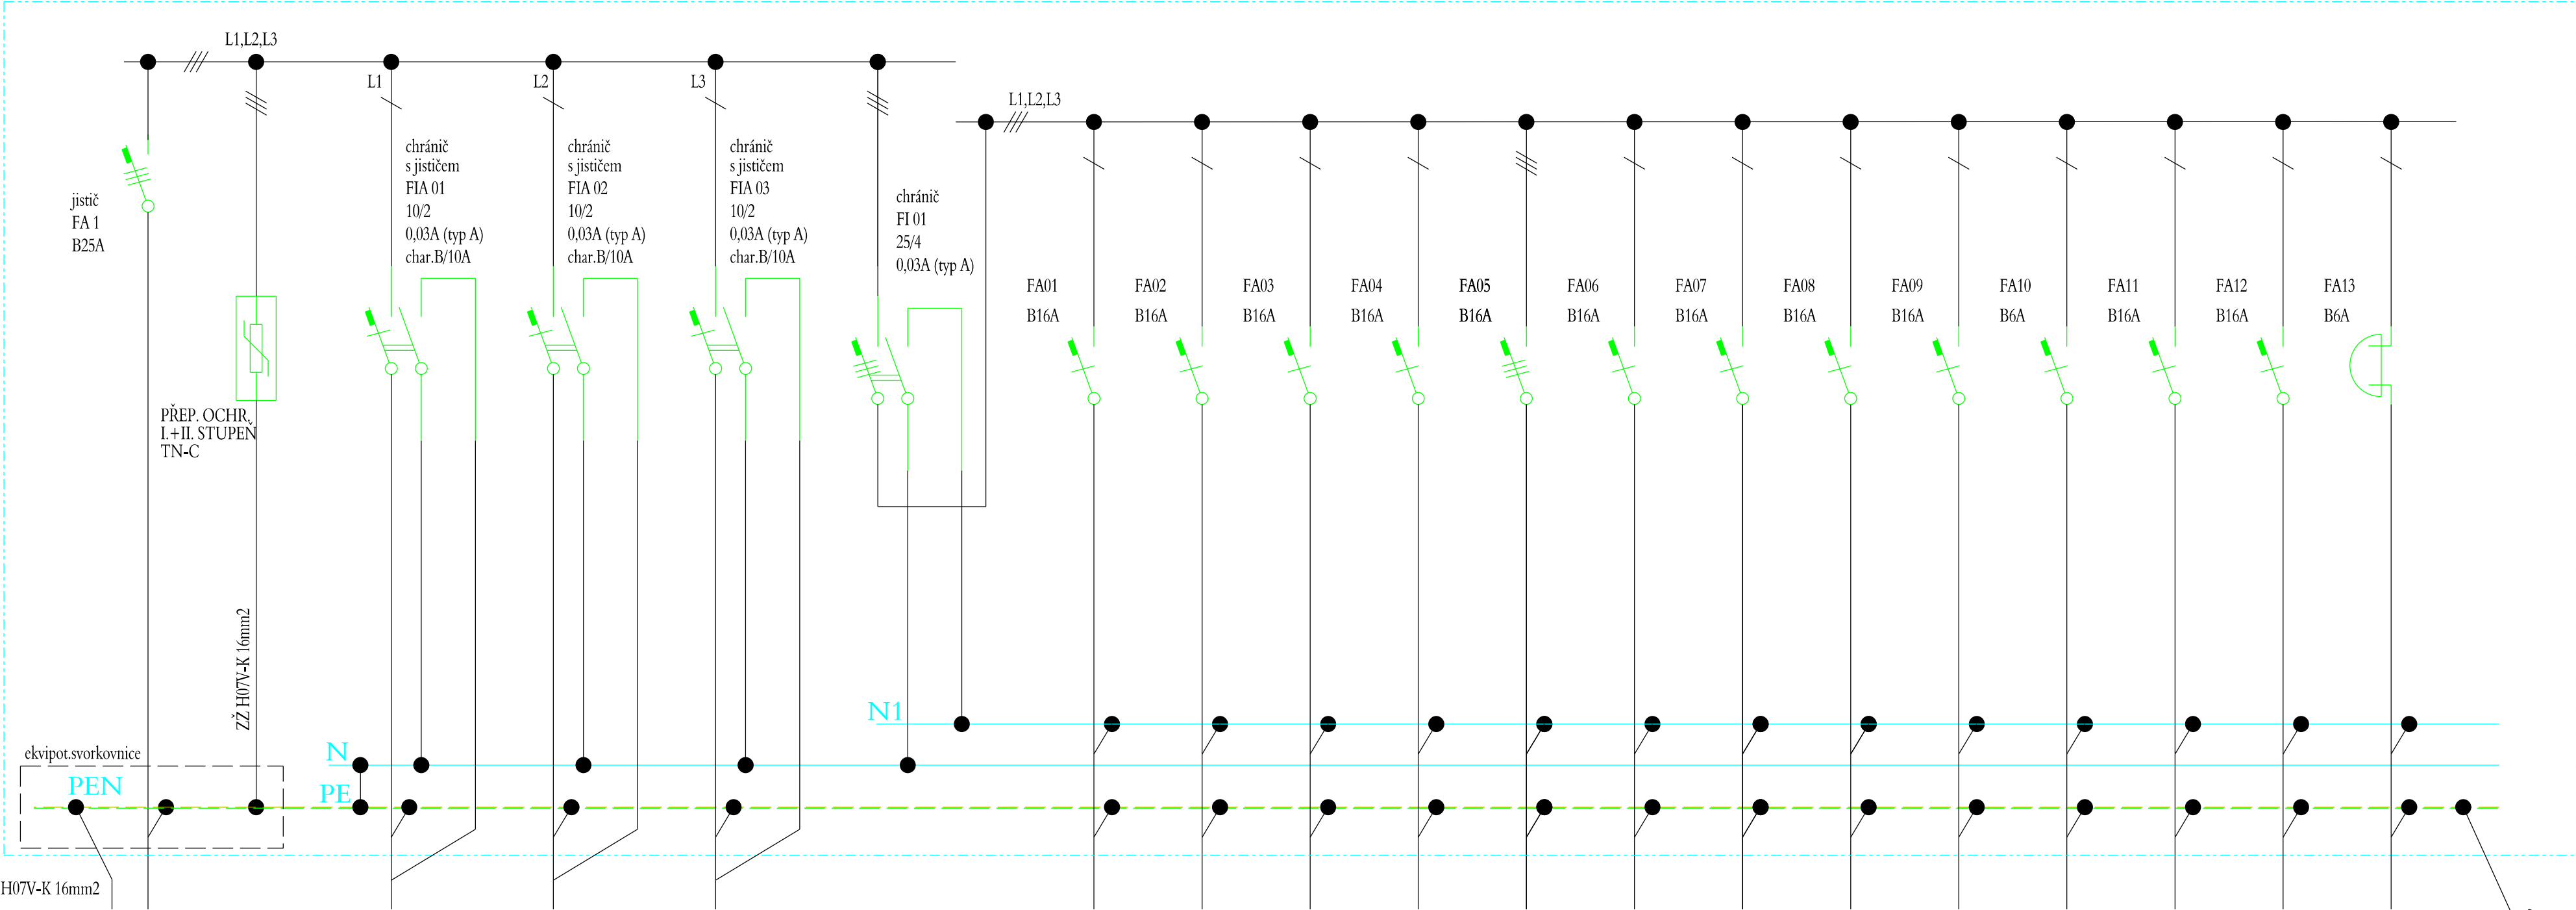 L1,L2,L3
L1
L2
L3
L1,L2,L3
jistič
FA 1
B25A
chránič
s jističem
FIA 01
10/2
0,03A (typ A)
char.B/10A
chránič
s jističem
FIA 02
10/2
0,03A (typ A)
char.B/10A
chránič
s jističem
FIA 03
10/2
0,03A (typ A)
char.B/10A
chránič
FI 01
25/4
0,03A (typ A)
FA01
B16A
FA02
B16A
FA03
B16A
FA04
B16A
FA05
B16A
FA06
B16A
FA07
B16A
FA08
B16A
FA09
B16A
FA10
B6A
FA11
B16A
FA12
B16A
FA13
B6A
PŘEP. OCHR.
I.+II. STUPEŇ
TN-C
ZŽ H07V-K 16mm2
N1
N
ekvipot.svorkovnice
PEN
PE
H07V-K 16mm2